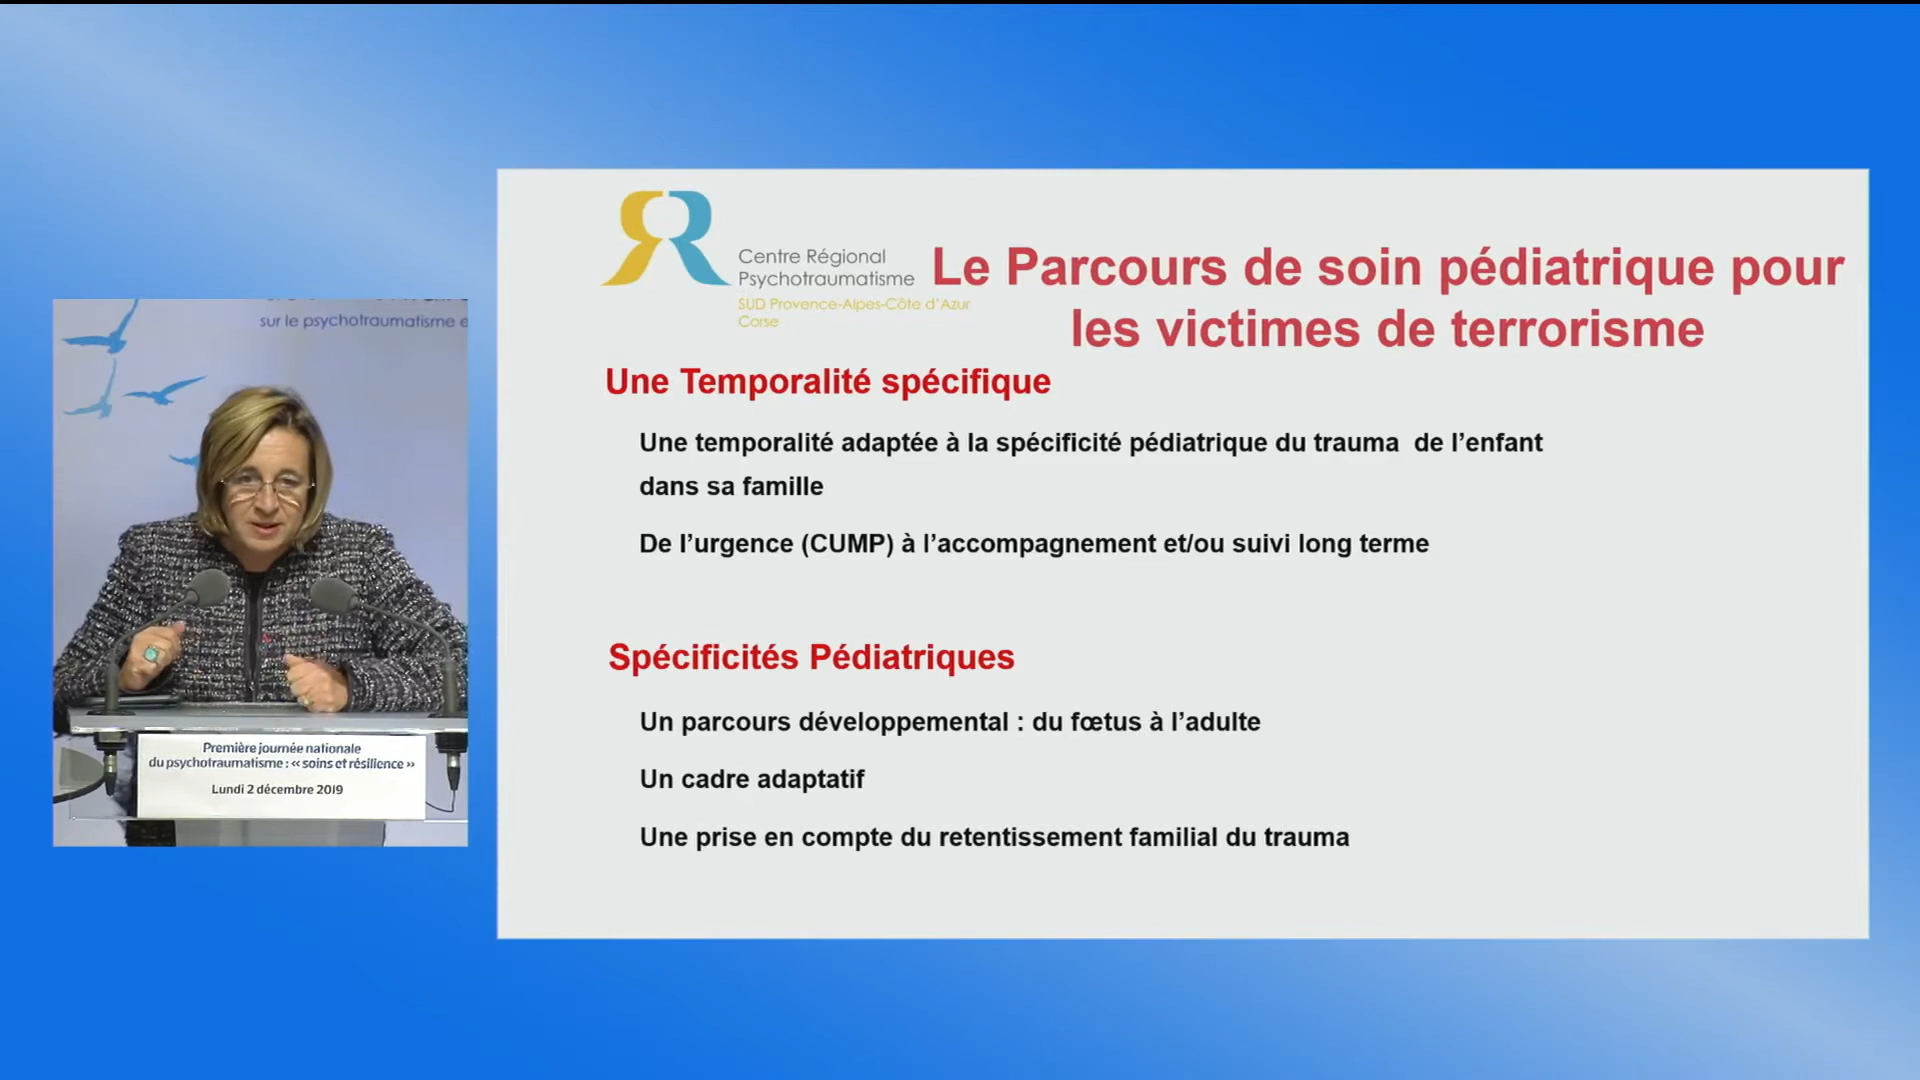 sur le psychotraumatisme e
Première journée nationale
du psychotraumatisme : « soins et résilience »
Lundi 2 décembre 2019
Centre Régional
Psychotraumatisme
SUD Provence-Alpes-Côte d'Azur
Corse
Le Parcours de soin pédiatrique pour
les victimes de terrorisme
Une Temporalité spécifique
Une temporalité adaptée à la spécificité pédiatrique du trauma de l'enfant
dans sa famille
De l'urgence (CUMP) à l'accompagnement et/ou suivi long terme
Spécificités Pédiatriques
Un parcours développemental : du fœtus à l'adulte
Un cadre adaptatif
Une prise en compte du retentissement familial du trauma